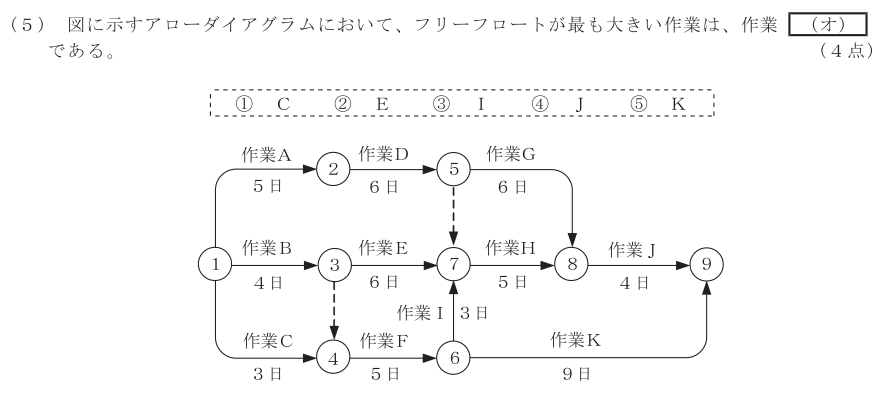 (5) 図に示すアローダイアグラムにおいて、フリーフロートが最も大きい作業は、作業 (オ)
である。 (4点)
① C ② E ③ I ④ J ⑤ K
作業A 作業D 作業G
2 5
5日 6日 6日
作業B 作業E 作業H 作業J
1 3 7 8 9
4日 6日 5日 4日
作業I 3日
作業C 作業F 作業K
4 6
3日 5日 9日